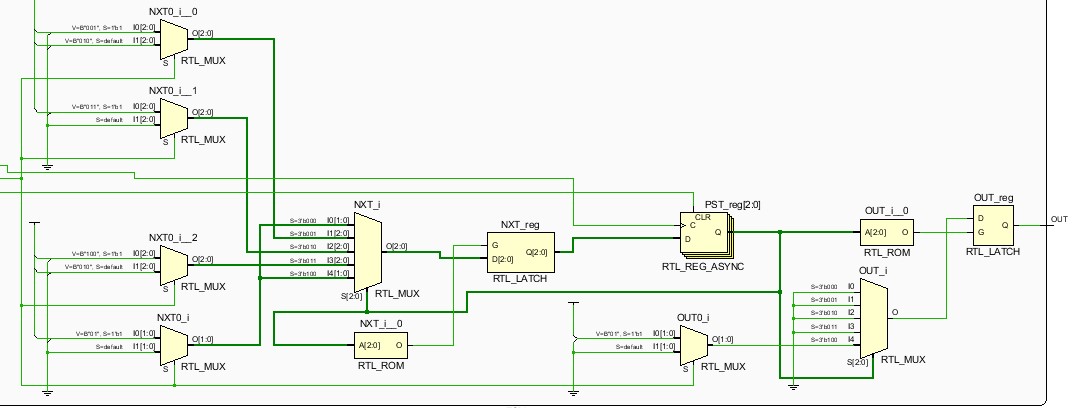 NXT0_i__0
V=B"001", S=1'b1 I0[2:0]
V=B"010", S=default I1[2:0]
O[2:0]
S
RTL_MUX
NXT0_i__1
V=B"011", S=1'b1 I0[2:0]
S=default I1[2:0]
O[2:0]
S
RTL_MUX
NXT0_i__2
V=B"100", S=1'b1 I0[2:0]
V=B"010", S=default I1[2:0]
O[2:0]
S
RTL_MUX
NXT0_i
V=B"01", S=1'b1 I0[1:0]
S=default I1[1:0]
O[1:0]
S
RTL_MUX
NXT_i
S=3'b000 I0[1:0]
S=3'b001 I1[2:0]
S=3'b010 I2[2:0]
S=3'b011 I3[2:0]
S=3'b100 I4[1:0]
O[2:0]
S[2:0]
RTL_MUX
NXT_i__0
A[2:0] O
RTL_ROM
NXT_reg
G
D[2:0] Q[2:0]
RTL_LATCH
PST_reg[2:0]
CLR
C
D Q
RTL_REG_ASYNC
OUT0_i
V=B"01", S=1'b1 I0[1:0]
S=default I1[1:0]
O[1:0]
S
RTL_MUX
OUT_i__0
A[2:0] O
RTL_ROM
OUT_i
S=3'b000 I0
S=3'b001 I1
S=3'b010 I2
S=3'b011 I3
S=3'b100 I4
O
S[2:0]
RTL_MUX
OUT_reg
D
G
Q
RTL_LATCH
OUT